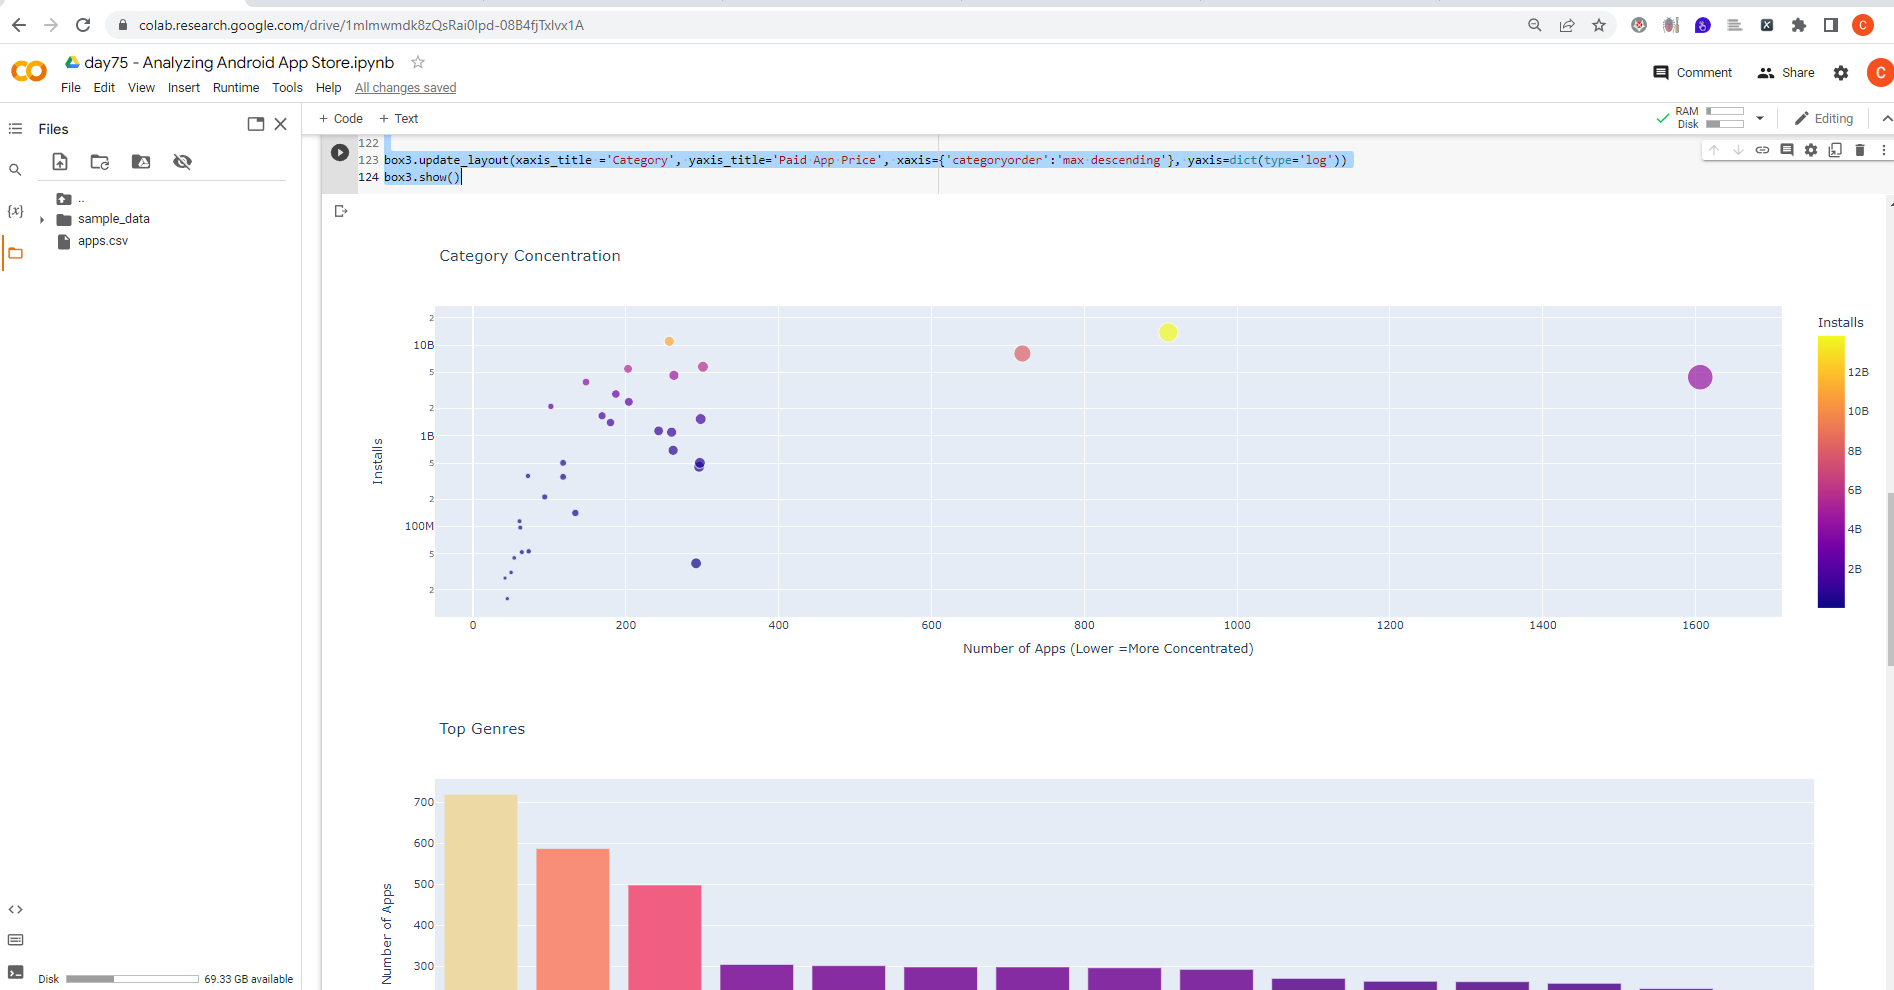 colab.research.google.com/drive/1mImwmdk8zQsRai0lpd-08B4fjTxlvx1A
C
day75 - Analyzing Android App Store.ipynb
File Edit View Insert Runtime Tools Help All changes saved
Comment Share C
Files
+ Code + Text
RAM
Disk
Editing
..
sample_data
apps.csv
{x}
122
123 box3.update_layout(xaxis_title ='Category', yaxis_title='Paid App Price', xaxis={'categoryorder':'max descending'}, yaxis=dict(type='log'))
124 box3.show()
Category Concentration
Installs
2
10B
5
2
1B
5
2
100M
5
2
0 200 400 600 800 1000 1200 1400 1600
Number of Apps (Lower =More Concentrated)
Installs
12B
10B
8B
6B
4B
2B
Top Genres
Number of Apps
700
600
500
400
300
Disk 69.33 GB available